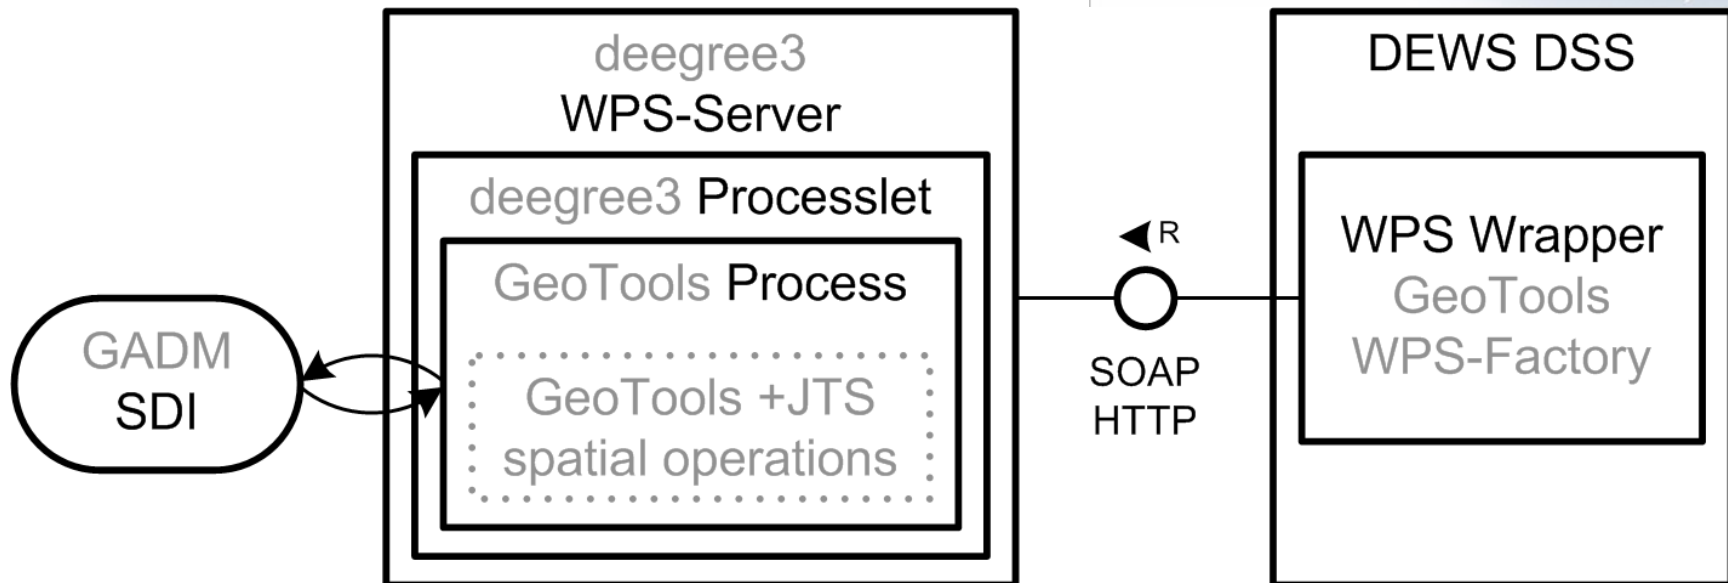 GADM
SDI
deegree3
WPS-Server
deegree3 Processlet
GeoTools Process
GeoTools +JTS
spatial operations
R
SOAP
HTTP
DEWS DSS
WPS Wrapper
GeoTools
WPS-Factory